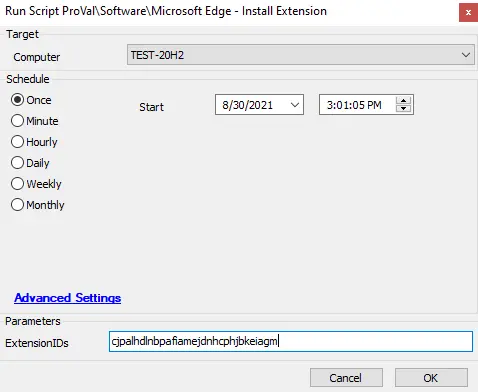 Run Script ProVal\Software\Microsoft Edge - Install Extension
x
Target
Computer
TEST-20H2
Schedule
Once
Start
8/30/2021
3:01:05 PM
Minute
Hourly
Daily
Weekly
Monthly
Advanced Settings
Parameters
ExtensionIDs
cjpalhdlnbpafiamejdnhcphjbkeiagm
Cancel
OK